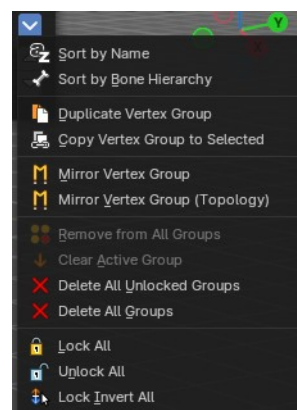 Y
Sort by Name
Sort by Bone Hierarchy
Duplicate Vertex Group
Copy Vertex Group to Selected
Mirror Vertex Group
Mirror Vertex Group (Topology)
Remove from All Groups
Clear Active Group
Delete All Unlocked Groups
Delete All Groups
Lock All
Unlock All
Lock Invert All